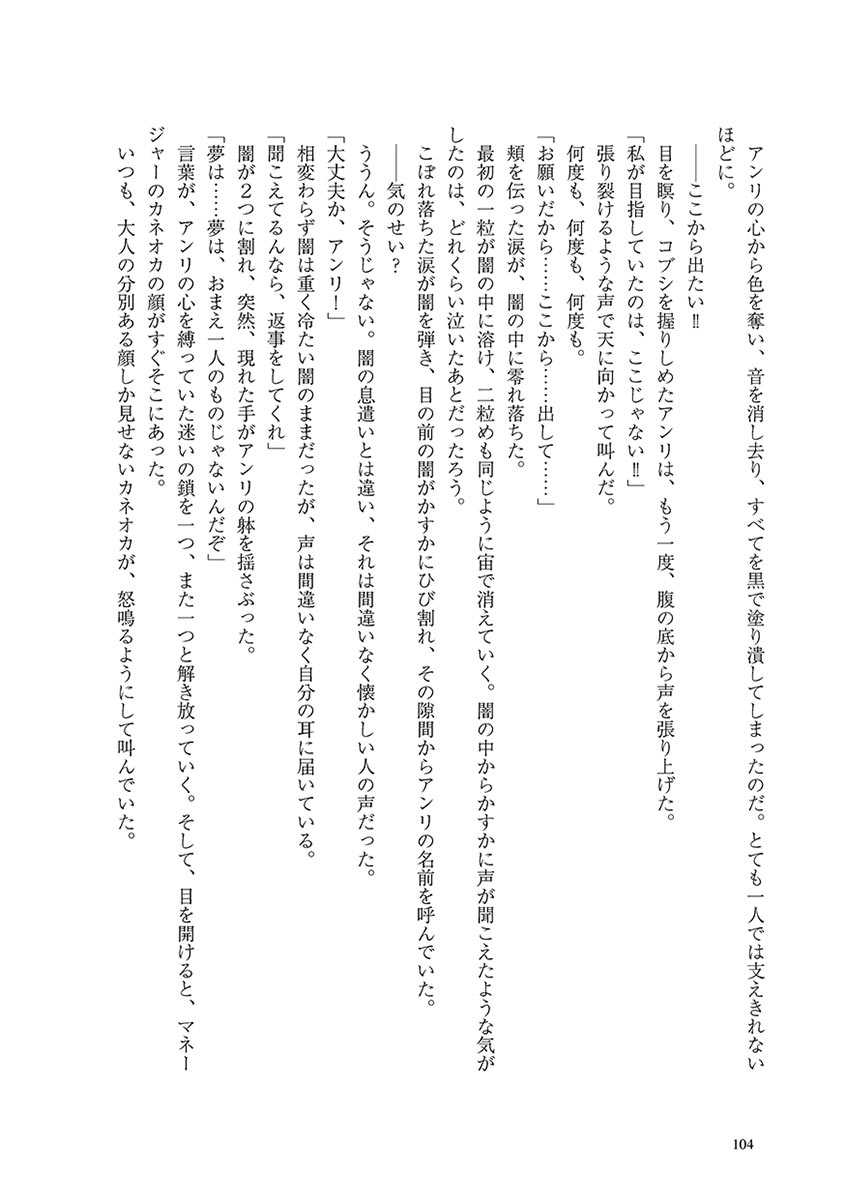 アンリの心から色を奪い、音を消し去り、すべてを黒で塗り潰してしまったのだ。とても一人では支えきれない
ほどに。
　――ここから出たい‼
　目を瞑り、コブシを握りしめたアンリは、もう一度、腹の底から声を張り上げた。
「私が目指していたのは、ここじゃない‼」
　張り裂けるような声で天に向かって叫んだ。
　何度も、何度も、何度も。
「お願いだから……ここから……出して……」
　頬を伝った涙が、闇の中に零れ落ちた。
　最初の一粒が闇の中に溶け、二粒めも同じように宙で消えていく。闇の中からかすかに声が聞こえたような気が
したのは、どれくらい泣いたあとだったろう。
　こぼれ落ちた涙が闇を弾き、目の前の闇がかすかにひび割れ、その隙間からアンリの名前を呼んでいた。
　――気のせい？
　ううん。そうじゃない。闇の息遣いとは違い、それは間違いなく懐かしい人の声だった。
「大丈夫か、アンリ！」
　相変わらず闇は重く冷たい闇のままだったが、声は間違いなく自分の耳に届いている。
「聞こえてるんなら、返事をしてくれ」
　闇が２つに割れ、突然、現れた手がアンリの躰を揺さぶった。
「夢は……夢は、おまえ一人のものじゃないんだぞ」
　言葉が、アンリの心を縛っていた迷いの鎖を一つ、また一つと解き放っていく。そして、目を開けると、マネー
ジャーのカネオカの顔がすぐそこにあった。
　いつも、大人の分別ある顔しか見せないカネオカが、怒鳴るようにして叫んでいた。
104